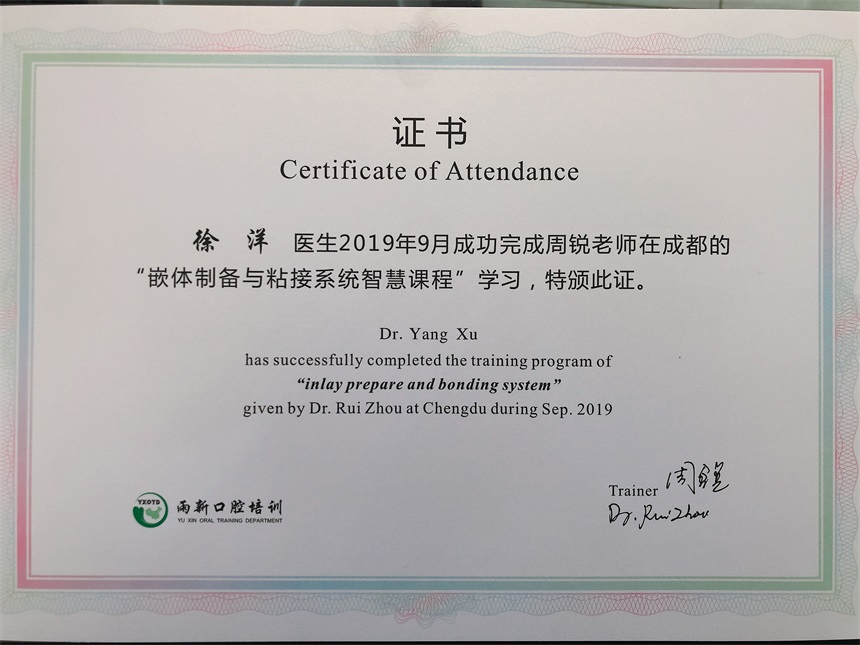 证书
Certificate of Attendance
徐 洋 医生2019年9月成功完成周锐老师在成都的
“嵌体制备与粘接系统智慧课程”学习，特颁此证。
Dr. Yang Xu
has successfully completed the training program of
“inlay prepare and bonding system”
given by Dr. Rui Zhou at Chengdu during Sep. 2019
Trainer 周锐
Dr. Rui Zhou
YXOTD
雨新口腔培训
YU XIN ORAL TRAINING DEPARTMENT